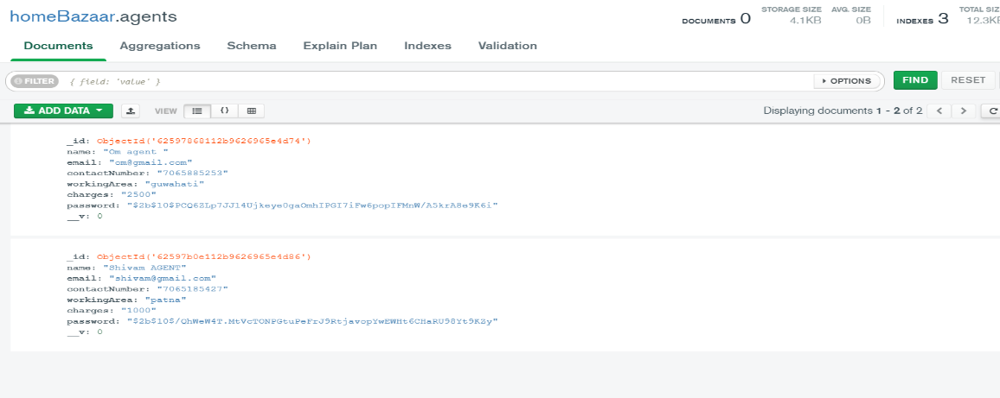 homeBazaar.agents
DOCUMENTS 0 STORAGE SIZE 4.1KB AVG. SIZE 0B INDEXES 3 TOTAL SIZ 12.3KE
Documents Aggregations Schema Explain Plan Indexes Validation
FILTER { field: 'value' } OPTIONS FIND RESET
ADD DATA VIEW {} Displaying documents 1 - 2 of 2 < > C
_id: ObjectId('62597868112b9626965e4d74')
name: "Om agent "
email: "om@gmail.com"
contactNumber: "7065885253"
workingArea: "guwahati"
charges: "2500"
password: "$2b$10$PCQ6ZLp7JJl4Ujkeye0gaOmhIPGI7iFw6popIFMnW/A5krA8e9K6i"
__v: 0
_id: ObjectId('62597b0e112b9626965e4d86')
name: "Shivam AGENT"
email: "shivam@gmail.com"
contactNumber: "7065185427"
workingArea: "patna"
charges: "1000"
password: "$2b$10$/QhWeW4T.MtVcTONPGtuPeFrJ9RtjavopYwEWHt6CHaRU98Yt9KZy"
__v: 0